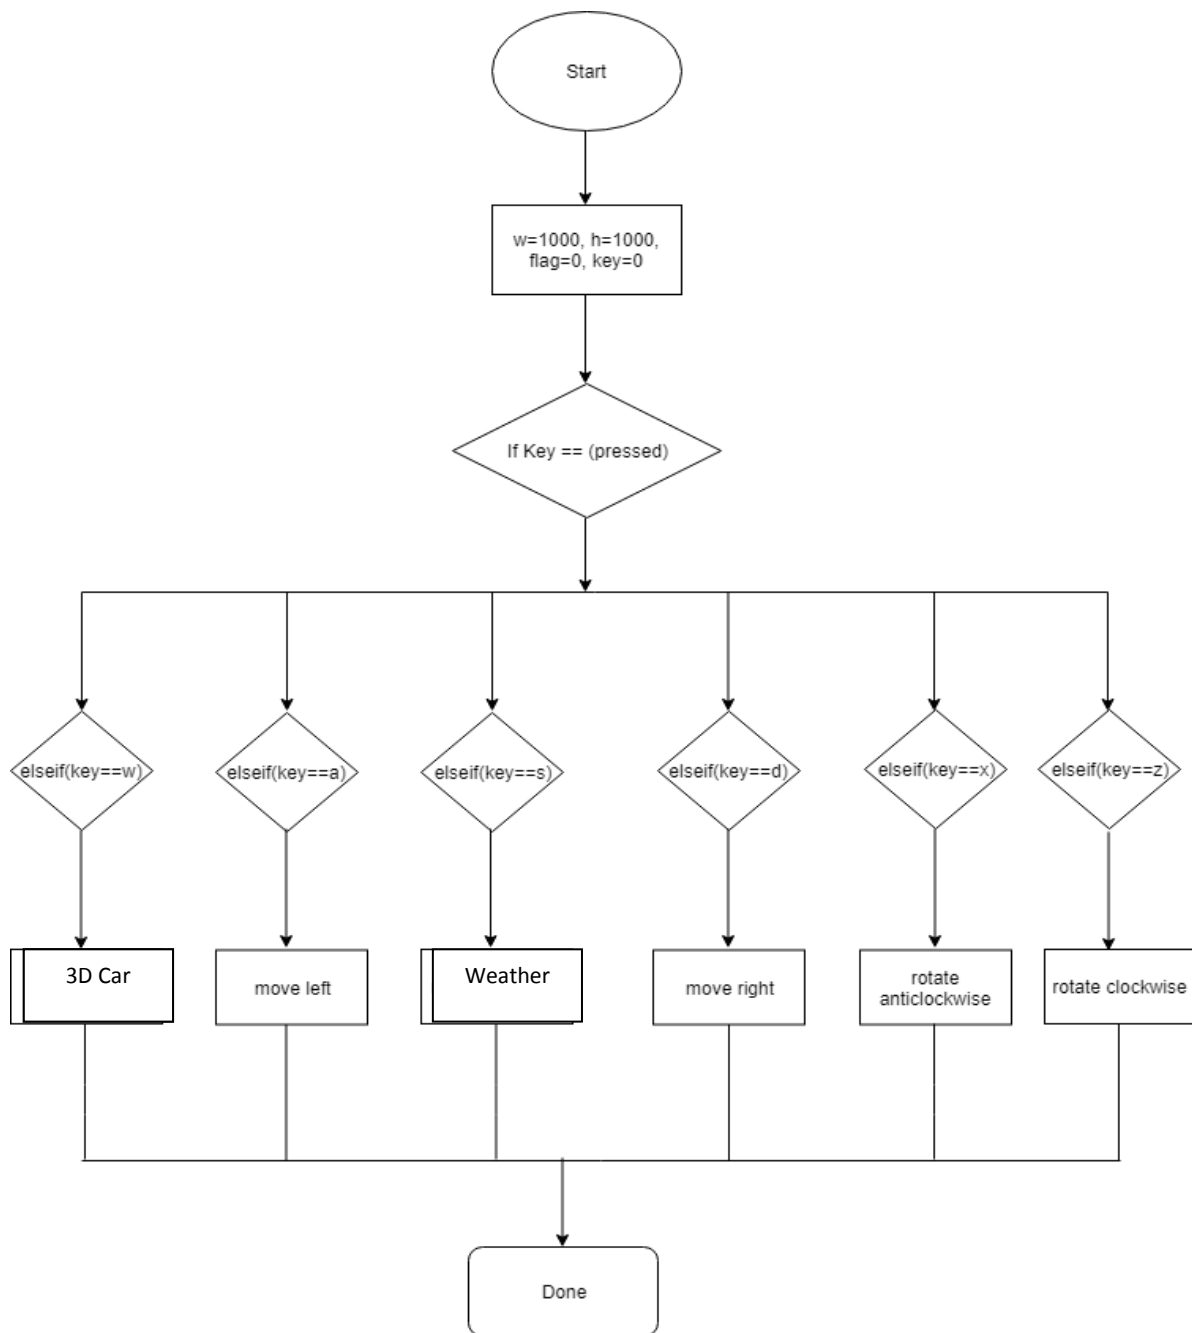 Start
w=1000, h=1000,
flag=0, key=0
If Key == (pressed)
elseif(key==w)
elseif(key==a)
elseif(key==s)
elseif(key==d)
elseif(key==x)
elseif(key==z)
3D Car
move left
Weather
move right
rotate
anticlockwise
rotate clockwise
Done